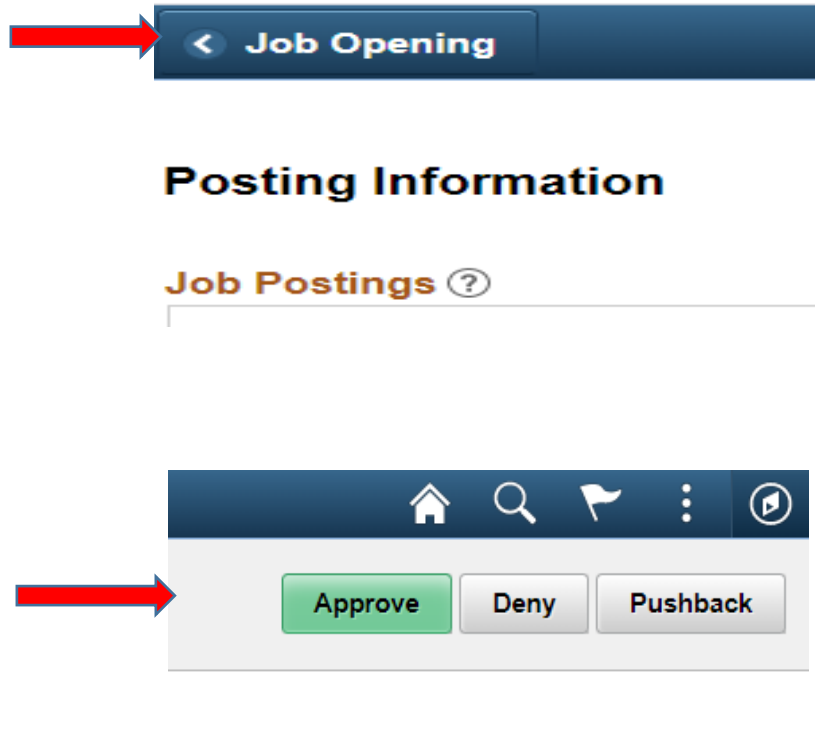 Job Opening
Posting Information
Job Postings ?
Approve Deny Pushback